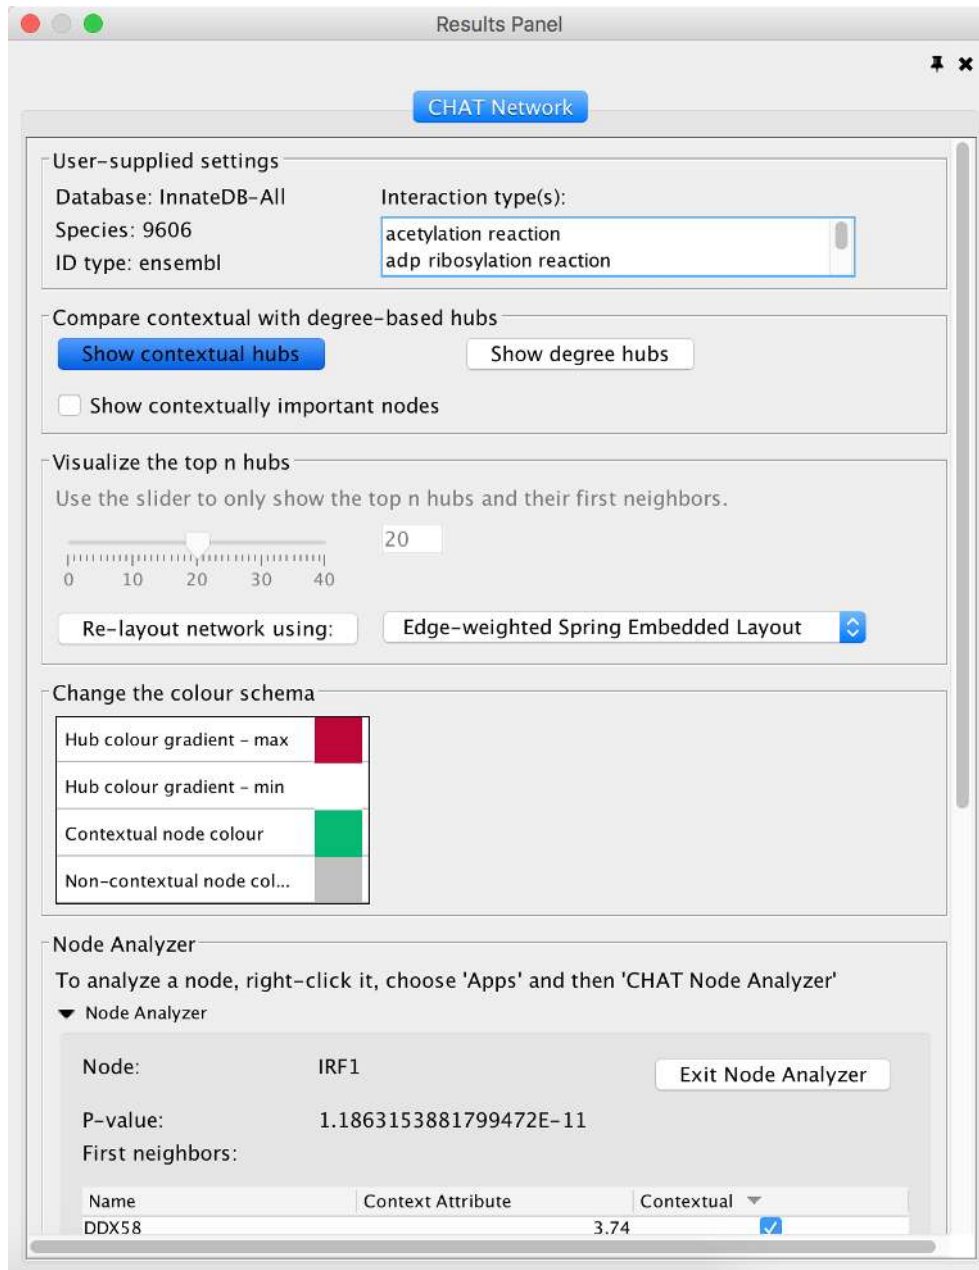 Results Panel
CHAT Network
User-supplied settings
Database: InnateDB-All
Interaction type(s):
Species: 9606
acetylation reaction
ID type: ensembl
adp ribosylation reaction
Compare contextual with degree-based hubs
Show contextual hubs
Show degree hubs
Show contextually important nodes
Visualize the top n hubs
Use the slider to only show the top n hubs and their first neighbors.
20
0 10 20 30 40
Re-layout network using:
Edge-weighted Spring Embedded Layout
Change the colour schema
Hub colour gradient - max
Hub colour gradient - min
Contextual node colour
Non-contextual node col...
Node Analyzer
To analyze a node, right-click it, choose 'Apps' and then 'CHAT Node Analyzer'
Node Analyzer
Node: IRF1
Exit Node Analyzer
P-value: 1.1863153881799472E-11
First neighbors:
Name Context Attribute Contextual
DDX58 3.74